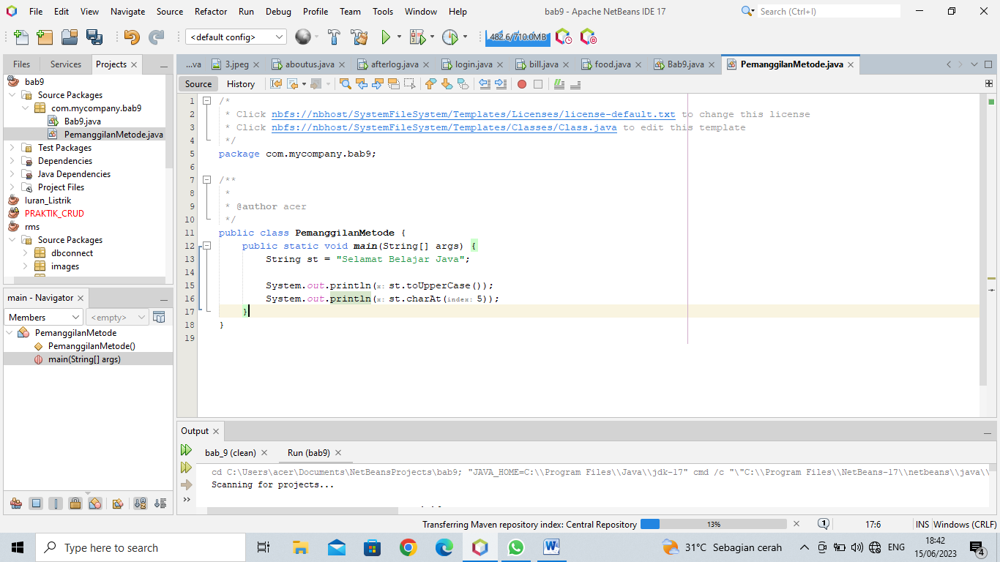 File Edit View Navigate Source Refactor Run Debug Profile Team Tools Window Help
bab9 - Apache NetBeans IDE 17
Search (Ctrl+I)
<default config>
482.6/710.0MB
Files Services Projects
bab9
Source Packages
com.mycompany.bab9
Bab9.java
PemanggilanMetode.java
Test Packages
Dependencies
Java Dependencies
Project Files
Iuran_Listrik
PRAKTIK_CRUD
rms
Source Packages
dbconnect
images
main - Navigator
Members <empty>
PemanggilanMetode
PemanggilanMetode()
main(String[] args)
...va 3.jpeg aboutus.java afterlog.java login.java bill.java food.java Bab9.java PemanggilanMetode.java
Source History
1 /*
2 * Click nbfs://nbhost/SystemFileSystem/Templates/Licenses/license-default.txt to change this license
3 * Click nbfs://nbhost/SystemFileSystem/Templates/Classes/Class.java to edit this template
4 */
5 package com.mycompany.bab9;
6
7 /**
8 *
9 * @author acer
10 */
11 public class PemanggilanMetode {
12 public static void main(String[] args) {
13 String st = "Selamat Belajar Java";
14
15 System.out.println(x: st.toUpperCase());
16 System.out.println(x: st.charAt(index: 5));
17 }
18 }
19
Output
bab_9 (clean) Run (bab9)
cd C:\Users\acer\Documents\NetBeansProjects\bab9; "JAVA_HOME=C:\\Program Files\\Java\\jdk-17" cmd /c "\"C:\\Program Files\\NetBeans-17\\netbeans\\java\\
Scanning for projects...
Transferring Maven repository index: Central Repository 13% 1 17:6 INS Windows (CRLF)
Type here to search
W
31°C Sebagian cerah
ENG
18:42
15/06/2023
4